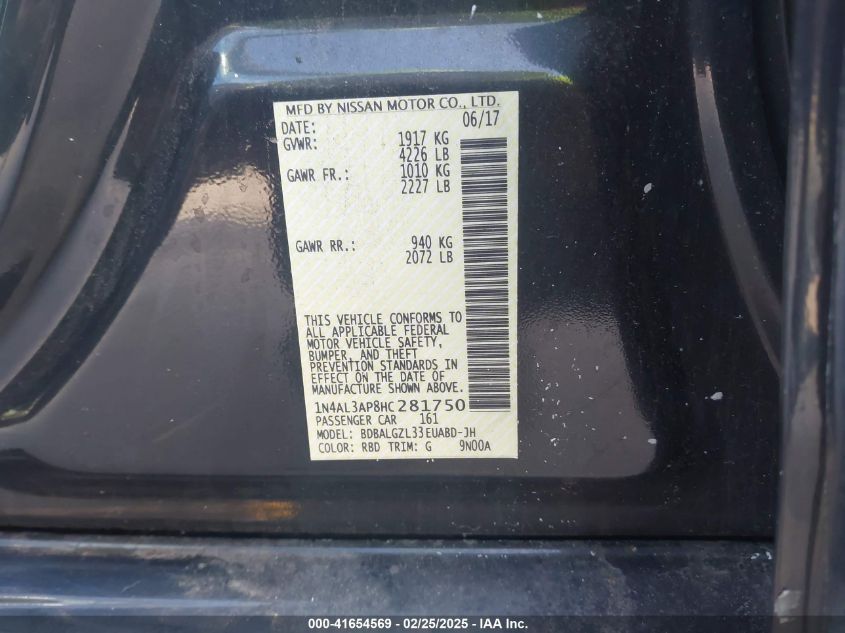 MFD BY NISSAN MOTOR CO., LTD.
DATE: 06/17
GVWR: 1917 KG
4226 LB
GAWR FR.: 1010 KG
2227 LB
GAWR RR.: 940 KG
2072 LB
THIS VEHICLE CONFORMS TO
ALL APPLICABLE FEDERAL
MOTOR VEHICLE SAFETY,
BUMPER, AND THEFT
PREVENTION STANDARDS IN
EFFECT ON THE DATE OF
MANUFACTURE SHOWN ABOVE.
1N4AL3AP8HC281750
PASSENGER CAR 161
MODEL: BDBALGZL33EUABD-JH
COLOR: RBD TRIM: G 9N00A
000-41654569 — 02/25/2025 — IAA Inc.